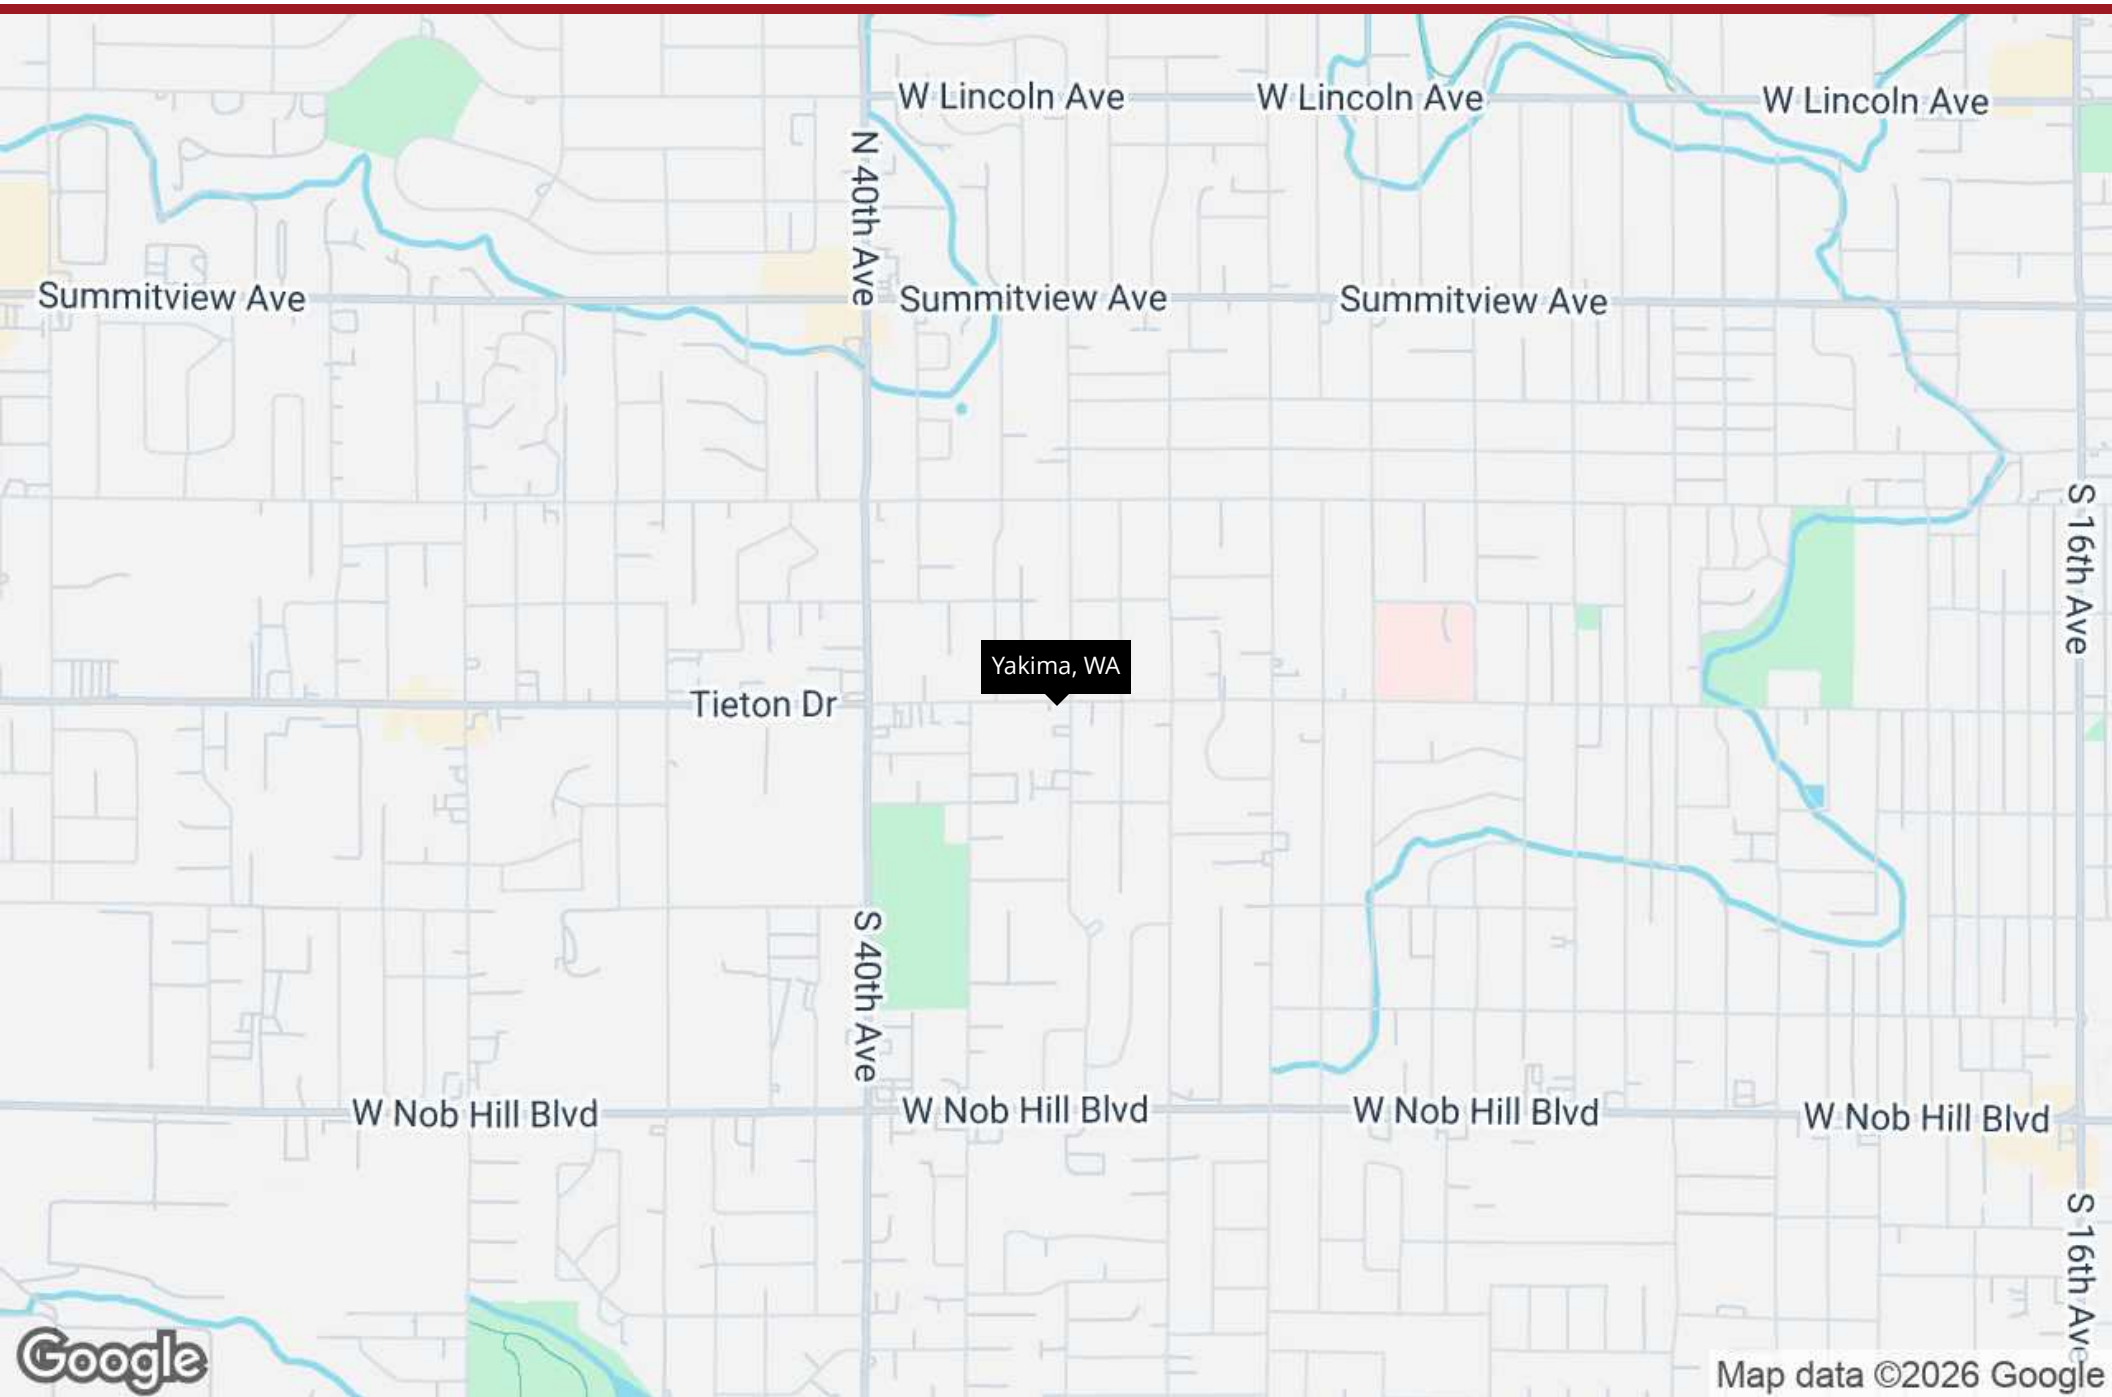 W Lincoln Ave
W Lincoln Ave
W Lincoln Ave
N 40th Ave
Summitview Ave
Summitview Ave
Summitview Ave
S 16th Ave
Yakima, WA
Tieton Dr
S 40th Ave
W Nob Hill Blvd
W Nob Hill Blvd
W Nob Hill Blvd
W Nob Hill Blvd
S 16th Ave
Google
Map data ©2026 Google